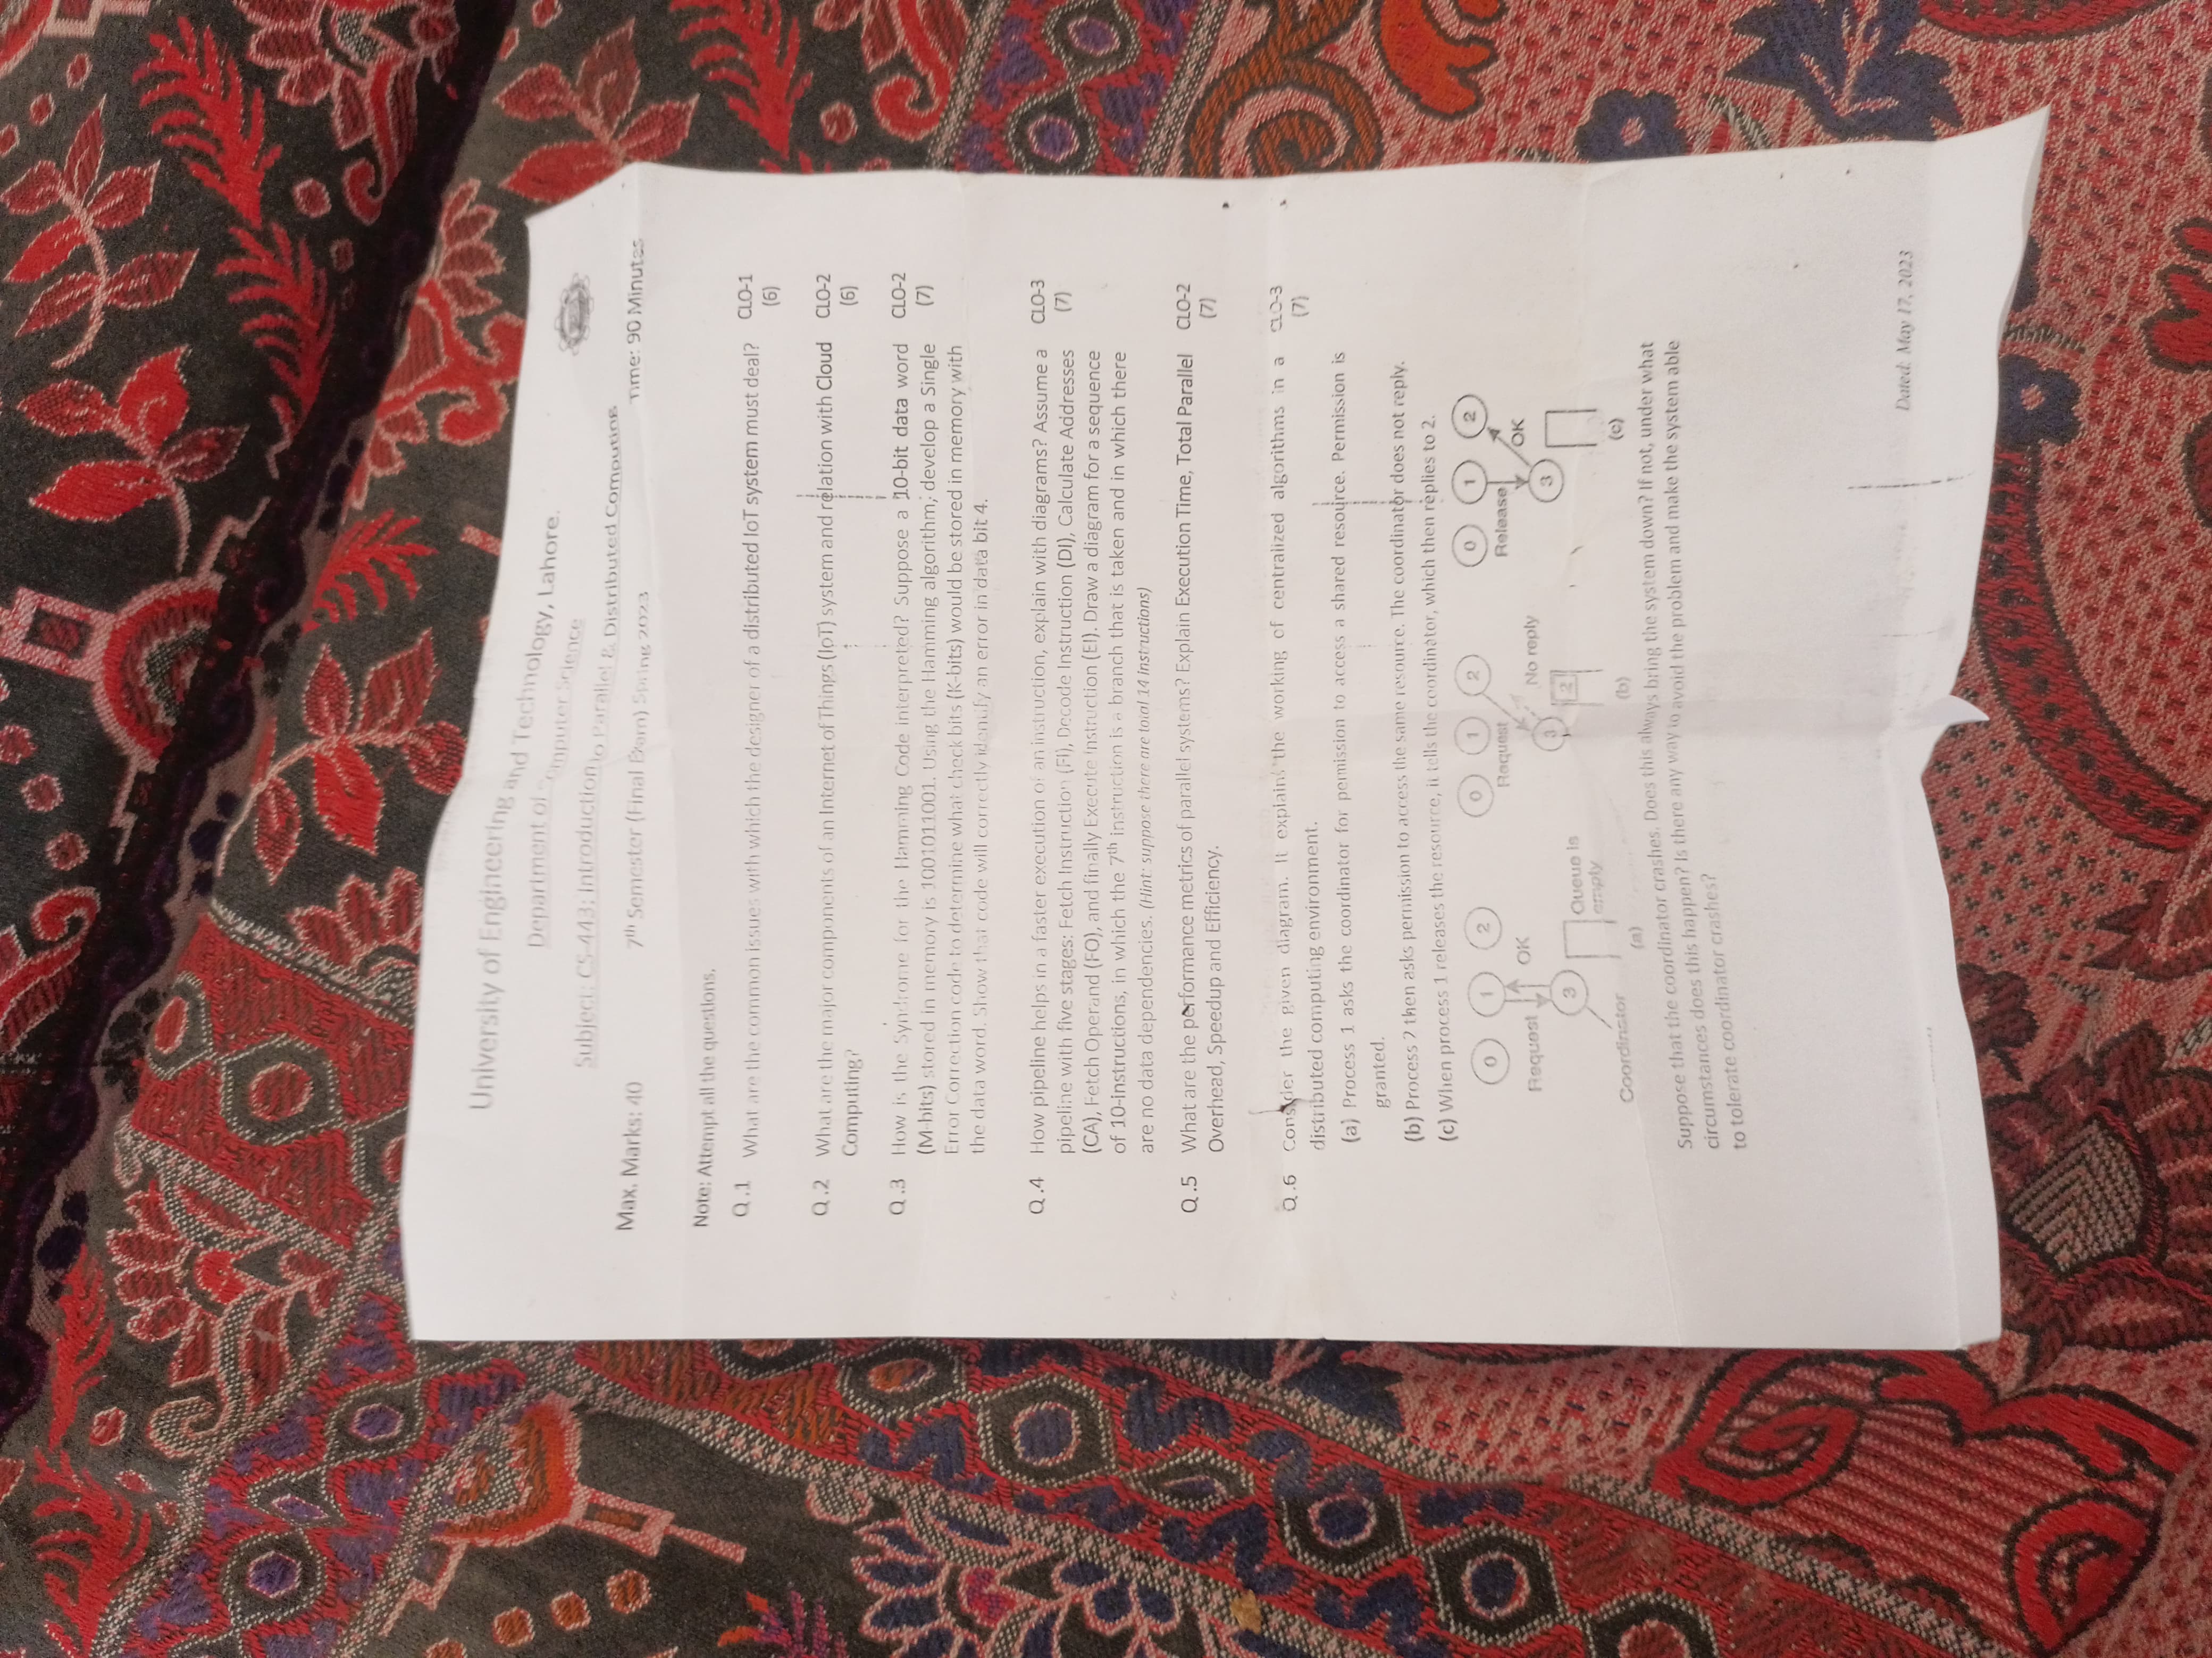 University of Engineering and Technology, Lahore.
Department of Computer Science
Subject: CS-443: Introduction to Parallel & Distributed Computing
Max. Marks: 40 7th Semester (Final Exam) Spring 2023 Time: 90 Minutes
Note: Attempt all the questions.
Q.1 What are the common issues with which the designer of a distributed IoT system must deal? CLO-1
(6)
Q.2 What are the major components of an Internet of Things (IoT) system and relation with Cloud CLO-2
Computing? (6)
Q.3 How is the Syndrome for the Hamming Code interpreted? Suppose a 10-bit data word CLO-2
(M-bits) stored in memory is 1001011001. Using the Hamming algorithm, develop a Single (7)
Error Correction code to determine what check bits (K-bits) would be stored in memory with
the data word. Show that code will correctly identify an error in data bit 4.
Q.4 How pipeline helps in a faster execution of an instruction, explain with diagrams? Assume a CLO-3
pipeline with five stages: Fetch Instruction (FI), Decode Instruction (DI), Calculate Addresses (7)
(CA), Fetch Operand (FO), and finally Execute Instruction (EI). Draw a diagram for a sequence
of 10-instructions, in which the 7th instruction is a branch that is taken and in which there
are no data dependencies. (Hint: suppose there are total 14 instructions)
Q.5 What are the performance metrics of parallel systems? Explain Execution Time, Total Parallel CLO-2
Overhead, Speedup and Efficiency. (7)
Q.6 Consider the given diagram. It explains the working of centralized algorithms in a CLO-3
distributed computing environment. (7)
(a) Process 1 asks the coordinator for permission to access a shared resource. Permission is
granted.
(b) Process 2 then asks permission to access the same resource. The coordinator does not reply.
(c) When process 1 releases the resource, it tells the coordinator, which then replies to 2.
0 1 2 0 1 2 0 1 2
Request OK Request No reply Release OK
3 Queue is empty 3 2 3
Coordinator
(a) (b) (c)
Suppose that the coordinator crashes. Does this always bring the system down? If not, under what
circumstances does this happen? Is there any way to avoid the problem and make the system able
to tolerate coordinator crashes?
Dated: May 17, 2023